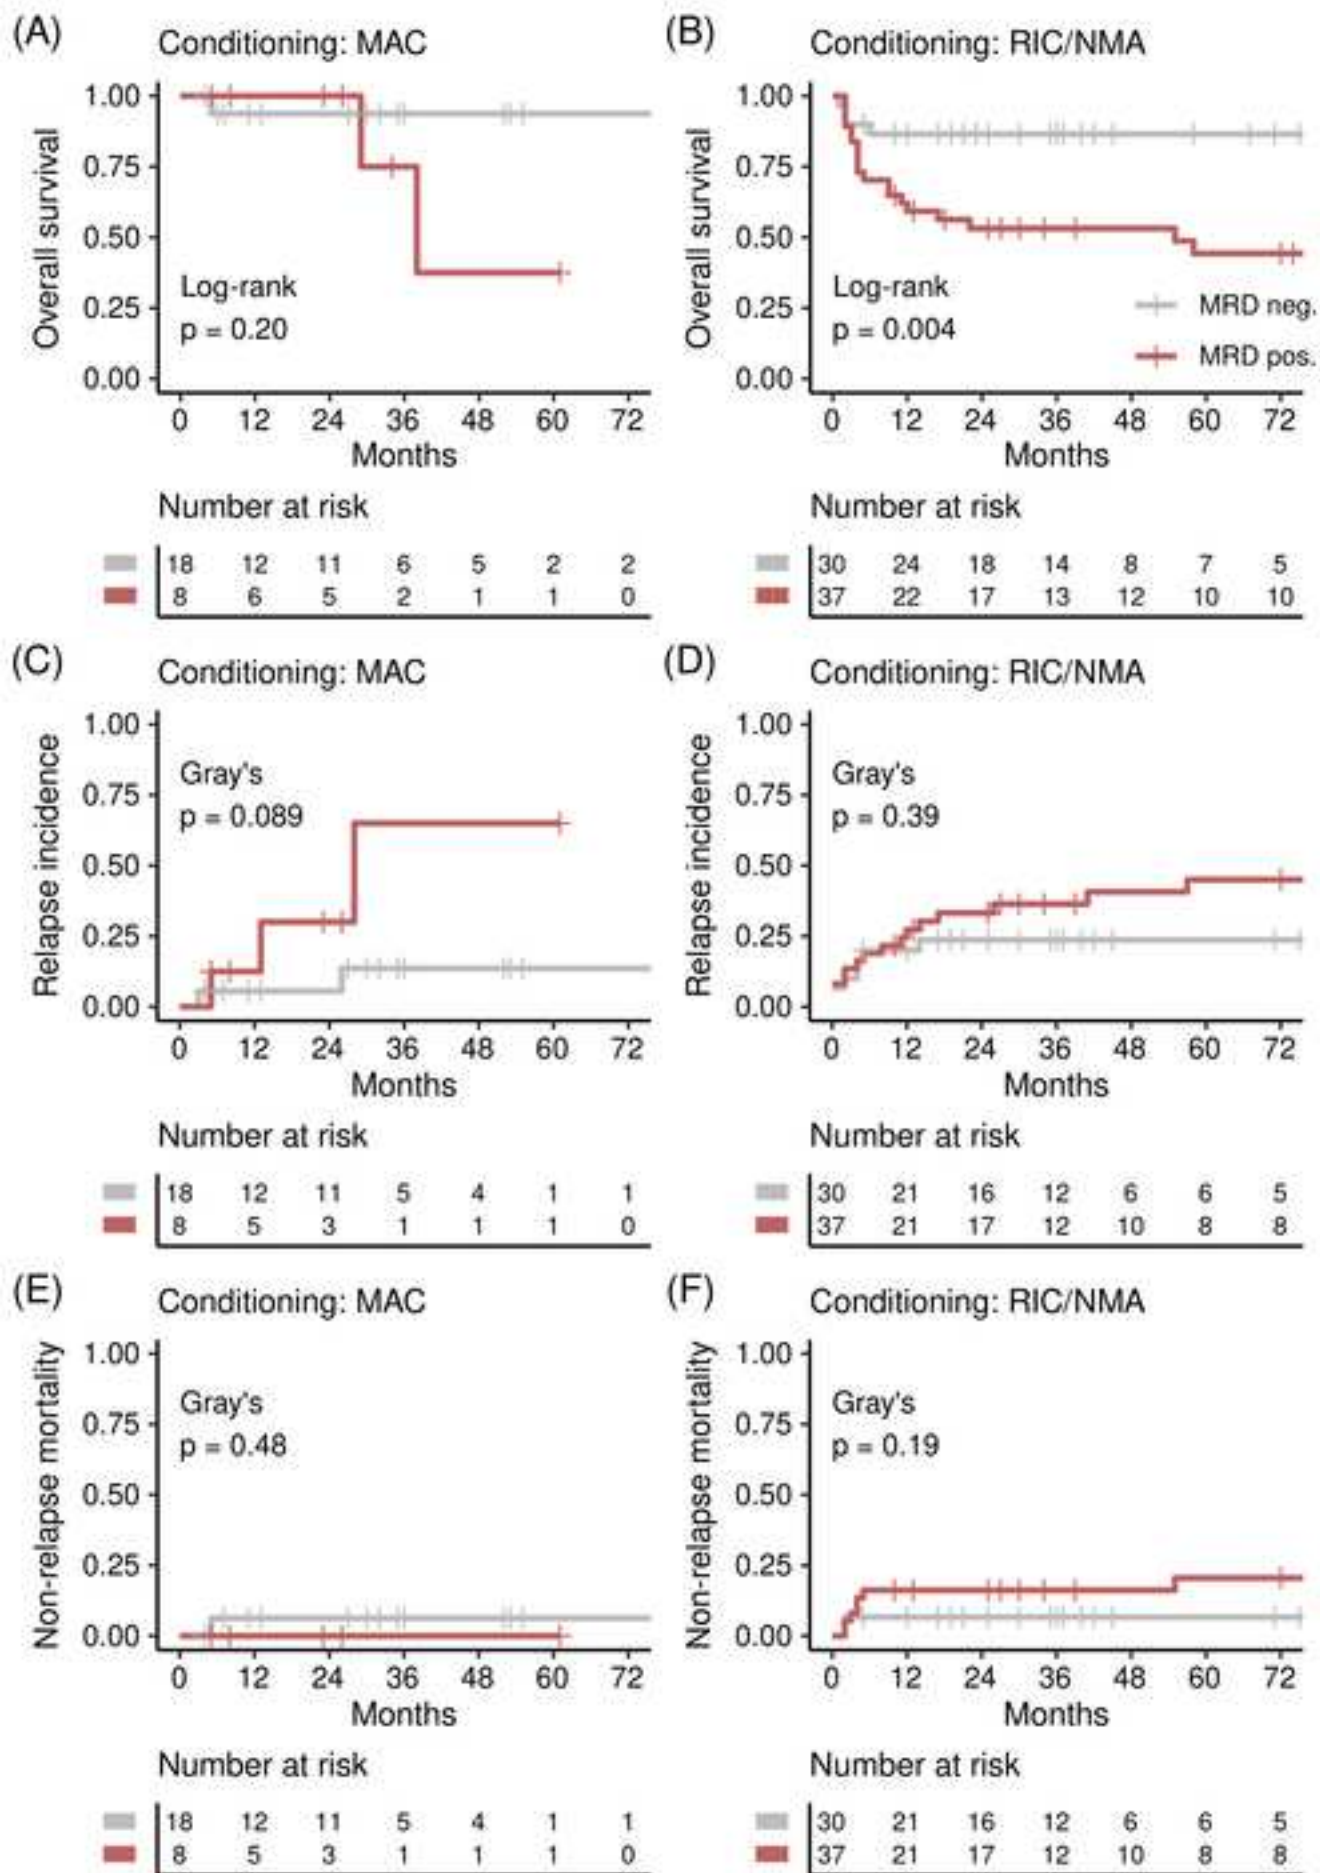 (A) Conditioning: MAC
Overall survival
1.00
0.75
0.50
0.25
0.00
Log-rank
p = 0.20
0 12 24 36 48 60 72
Months
Number at risk
18 12 11 6 5 2 2
8 6 5 2 1 1 0
(B) Conditioning: RIC/NMA
Overall survival
1.00
0.75
0.50
0.25
0.00
Log-rank
p = 0.004
MRD neg.
MRD pos.
0 12 24 36 48 60 72
Months
Number at risk
30 24 18 14 8 7 5
37 22 17 13 12 10 10
(C) Conditioning: MAC
Relapse incidence
1.00
0.75
0.50
0.25
0.00
Gray's
p = 0.089
0 12 24 36 48 60 72
Months
Number at risk
18 12 11 5 4 1 1
8 5 3 1 1 1 0
(D) Conditioning: RIC/NMA
Relapse incidence
1.00
0.75
0.50
0.25
0.00
Gray's
p = 0.39
0 12 24 36 48 60 72
Months
Number at risk
30 21 16 12 6 6 5
37 21 17 12 10 8 8
(E) Conditioning: MAC
Non-relapse mortality
1.00
0.75
0.50
0.25
0.00
Gray's
p = 0.48
0 12 24 36 48 60 72
Months
Number at risk
18 12 11 5 4 1 1
8 5 3 1 1 1 0
(F) Conditioning: RIC/NMA
Non-relapse mortality
1.00
0.75
0.50
0.25
0.00
Gray's
p = 0.19
0 12 24 36 48 60 72
Months
Number at risk
30 21 16 12 6 6 5
37 21 17 12 10 8 8